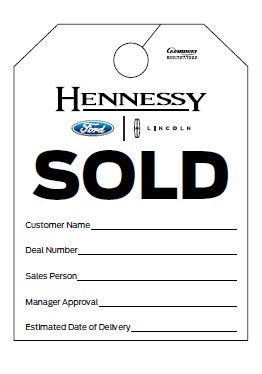 HENNESSY
Ford
LINCOLN
SOLD
Customer Name
Deal Number
Sales Person
Manager Approval
Estimated Date of Delivery